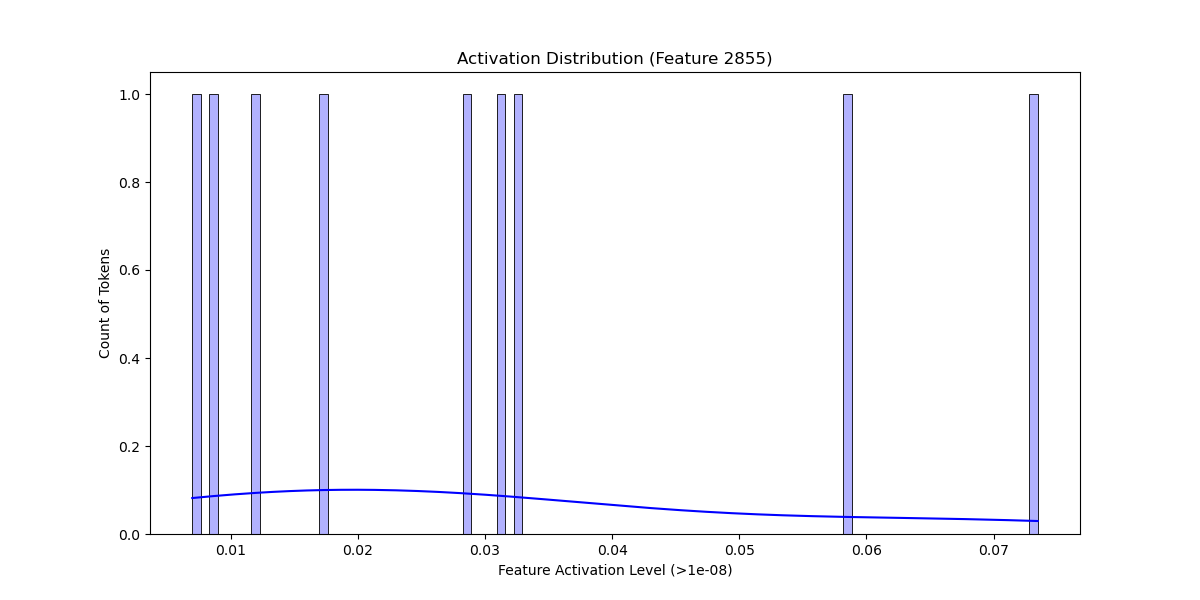 Activation Distribution (Feature 2855)
Count of Tokens
1.0
0.8
0.6
0.4
0.2
0.0
0.01 0.02 0.03 0.04 0.05 0.06 0.07
Feature Activation Level (>1e-08)